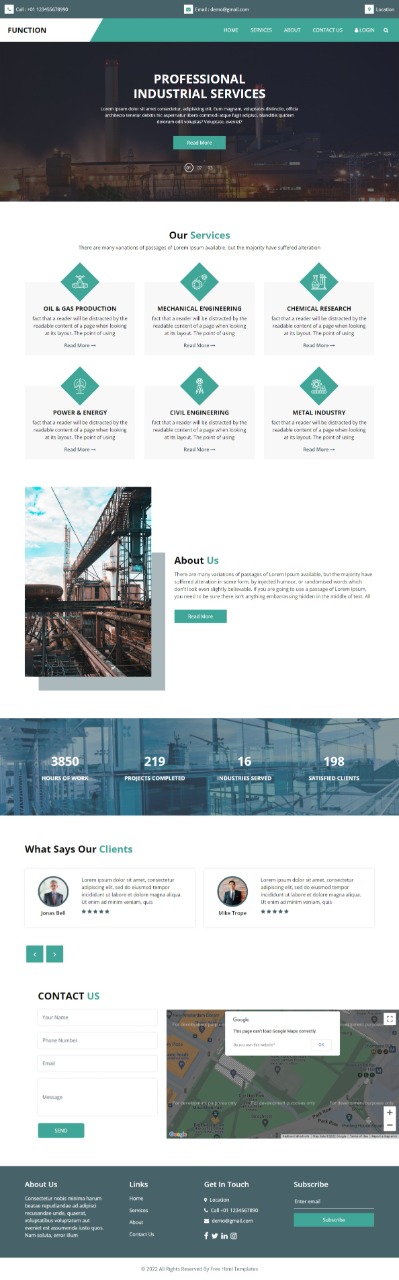 Call : +01 123455678990
Email : demo@gmail.com
Location
FUNCTION
HOME
SERVICES
ABOUT
CONTACT US
LOGIN
PROFESSIONAL
INDUSTRIAL SERVICES
Lorem ipsum dolor sit amet consectetur, adipisicing elit. Eum magnam, voluptates distinctio, officia
architecto tenetur debitis hic aspernatur libero commodi atque fugit adipisci, blanditiis quidem
dolorum odit voluptas? Voluptate, eveniet?
Read More
01
02
03
Our Services
There are many variations of passages of Lorem Ipsum available, but the majority have suffered alteration
OIL & GAS PRODUCTION
fact that a reader will be distracted by the
readable content of a page when looking
at its layout. The point of using
Read More
MECHANICAL ENGINEERING
fact that a reader will be distracted by the
readable content of a page when looking
at its layout. The point of using
Read More
CHEMICAL RESEARCH
fact that a reader will be distracted by the
readable content of a page when looking
at its layout. The point of using
Read More
POWER & ENERGY
fact that a reader will be distracted by the
readable content of a page when looking
at its layout. The point of using
Read More
CIVIL ENGINEERING
fact that a reader will be distracted by the
readable content of a page when looking
at its layout. The point of using
Read More
METAL INDUSTRY
fact that a reader will be distracted by the
readable content of a page when looking
at its layout. The point of using
Read More
About Us
There are many variations of passages of Lorem Ipsum available, but the majority have
suffered alteration in some form, by injected humour, or randomised words which
don't look even slightly believable. If you are going to use a passage of Lorem Ipsum,
you need to be sure there isn't anything embarrassing hidden in the middle of text. All
Read More
3850
HOURS OF WORK
219
PROJECTS COMPLETED
16
INDUSTRIES SERVED
198
SATISFIED CLIENTS
What Says Our Clients
Jonas Bell
Lorem ipsum dolor sit amet, consectetur
adipiscing elit, sed do eiusmod tempor
incididunt ut labore et dolore magna aliqua.
Ut enim ad minim veniam, quis
Mike Trope
Lorem ipsum dolor sit amet, consectetur
adipiscing elit, sed do eiusmod tempor
incididunt ut labore et dolore magna aliqua.
Ut enim ad minim veniam, quis
CONTACT US
Your Name
Phone Number
Email
Message
SEND
Google
This page can't load Google Maps correctly.
Do you own this website?
OK
For development purposes only
Google
About Us
Consectetur nobis minima harum
beatae repudiandae ad adipisci
recusandae unde, quaerat,
voluptatibus voluptatum aut
eveniet est assumenda iusto quos.
Nam soluta, error illum
Links
Home
Services
About
Contact Us
Get In Touch
Location
Call +01 1234567890
demo@gmail.com
Subscribe
Enter email
Subscribe
© 2022 All Rights Reserved By Free Html Templates